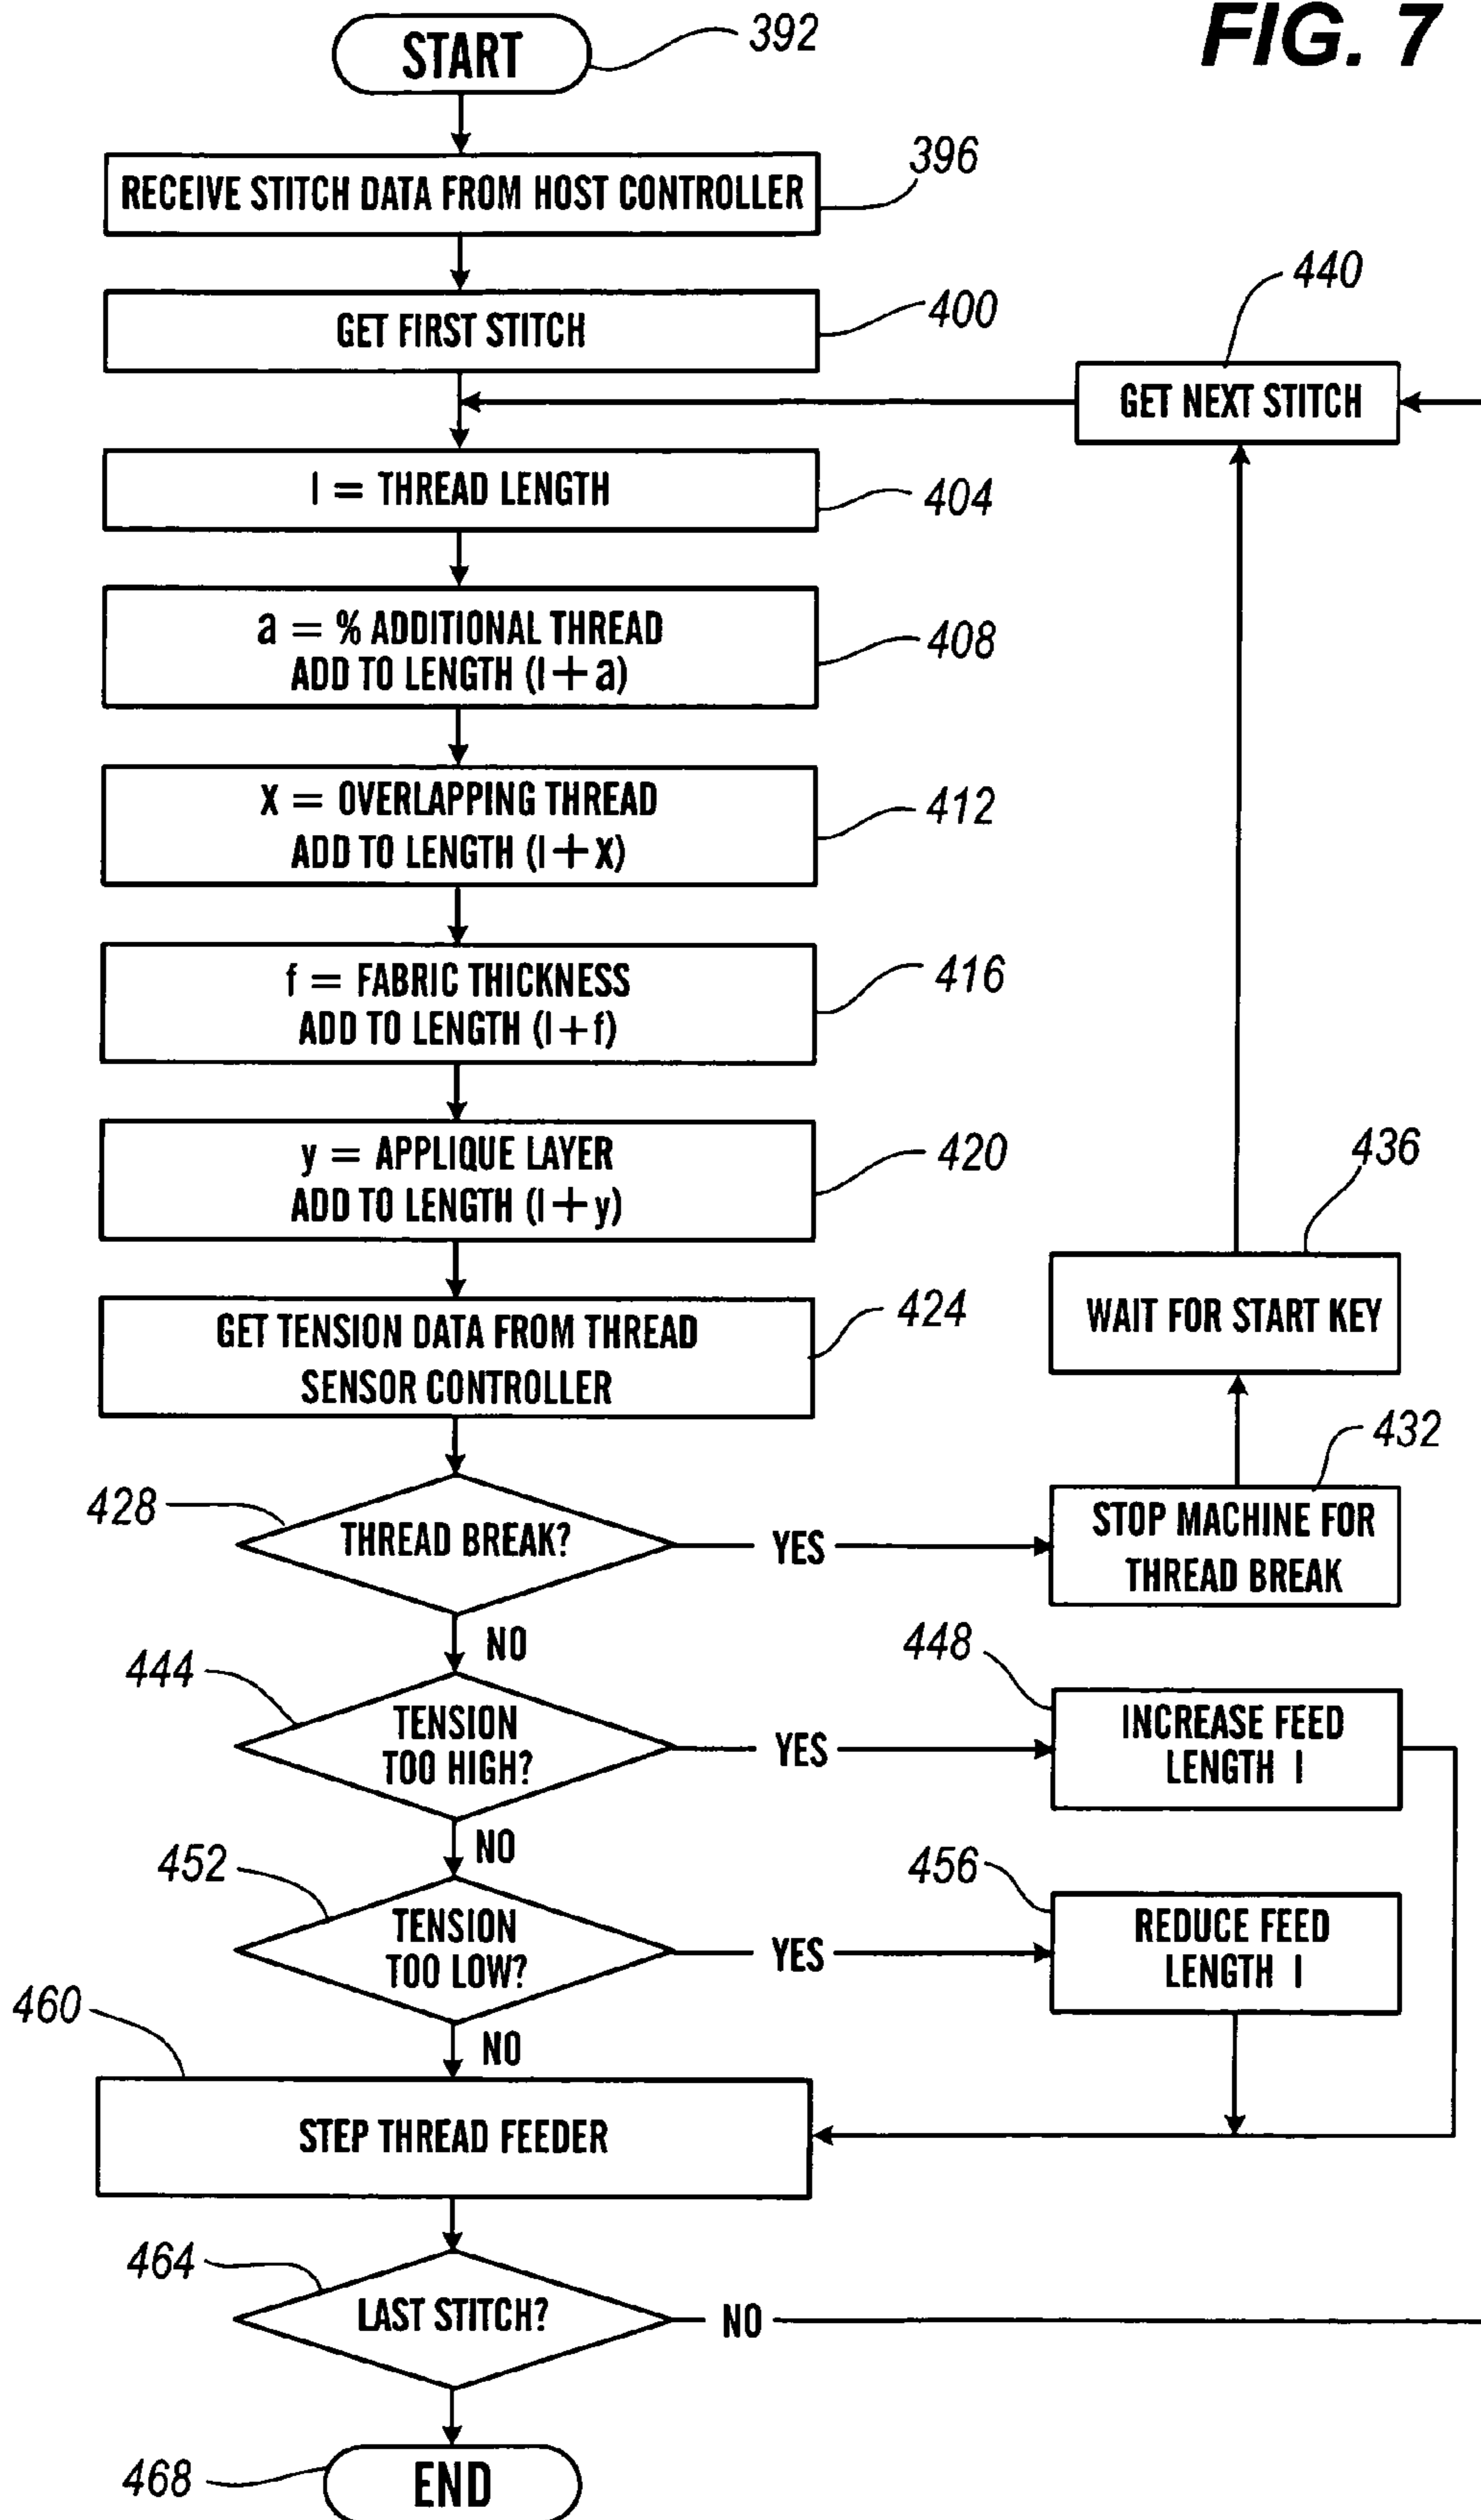 FIG. 7
START
392
RECEIVE STITCH DATA FROM HOST CONTROLLER
396
GET FIRST STITCH
400
440
GET NEXT STITCH
l = THREAD LENGTH
404
a = % ADDITIONAL THREAD
ADD TO LENGTH (l + a)
408
x = OVERLAPPING THREAD
ADD TO LENGTH (l + x)
412
f = FABRIC THICKNESS
ADD TO LENGTH (l + f)
416
y = APPLIQUE LAYER
ADD TO LENGTH (l + y)
420
436
WAIT FOR START KEY
GET TENSION DATA FROM THREAD
SENSOR CONTROLLER
424
432
428
THREAD BREAK?
YES
STOP MACHINE FOR
THREAD BREAK
NO
444
TENSION
TOO HIGH?
YES
448
INCREASE FEED
LENGTH l
NO
452
TENSION
TOO LOW?
YES
456
REDUCE FEED
LENGTH l
NO
460
STEP THREAD FEEDER
464
LAST STITCH?
NO
468
END